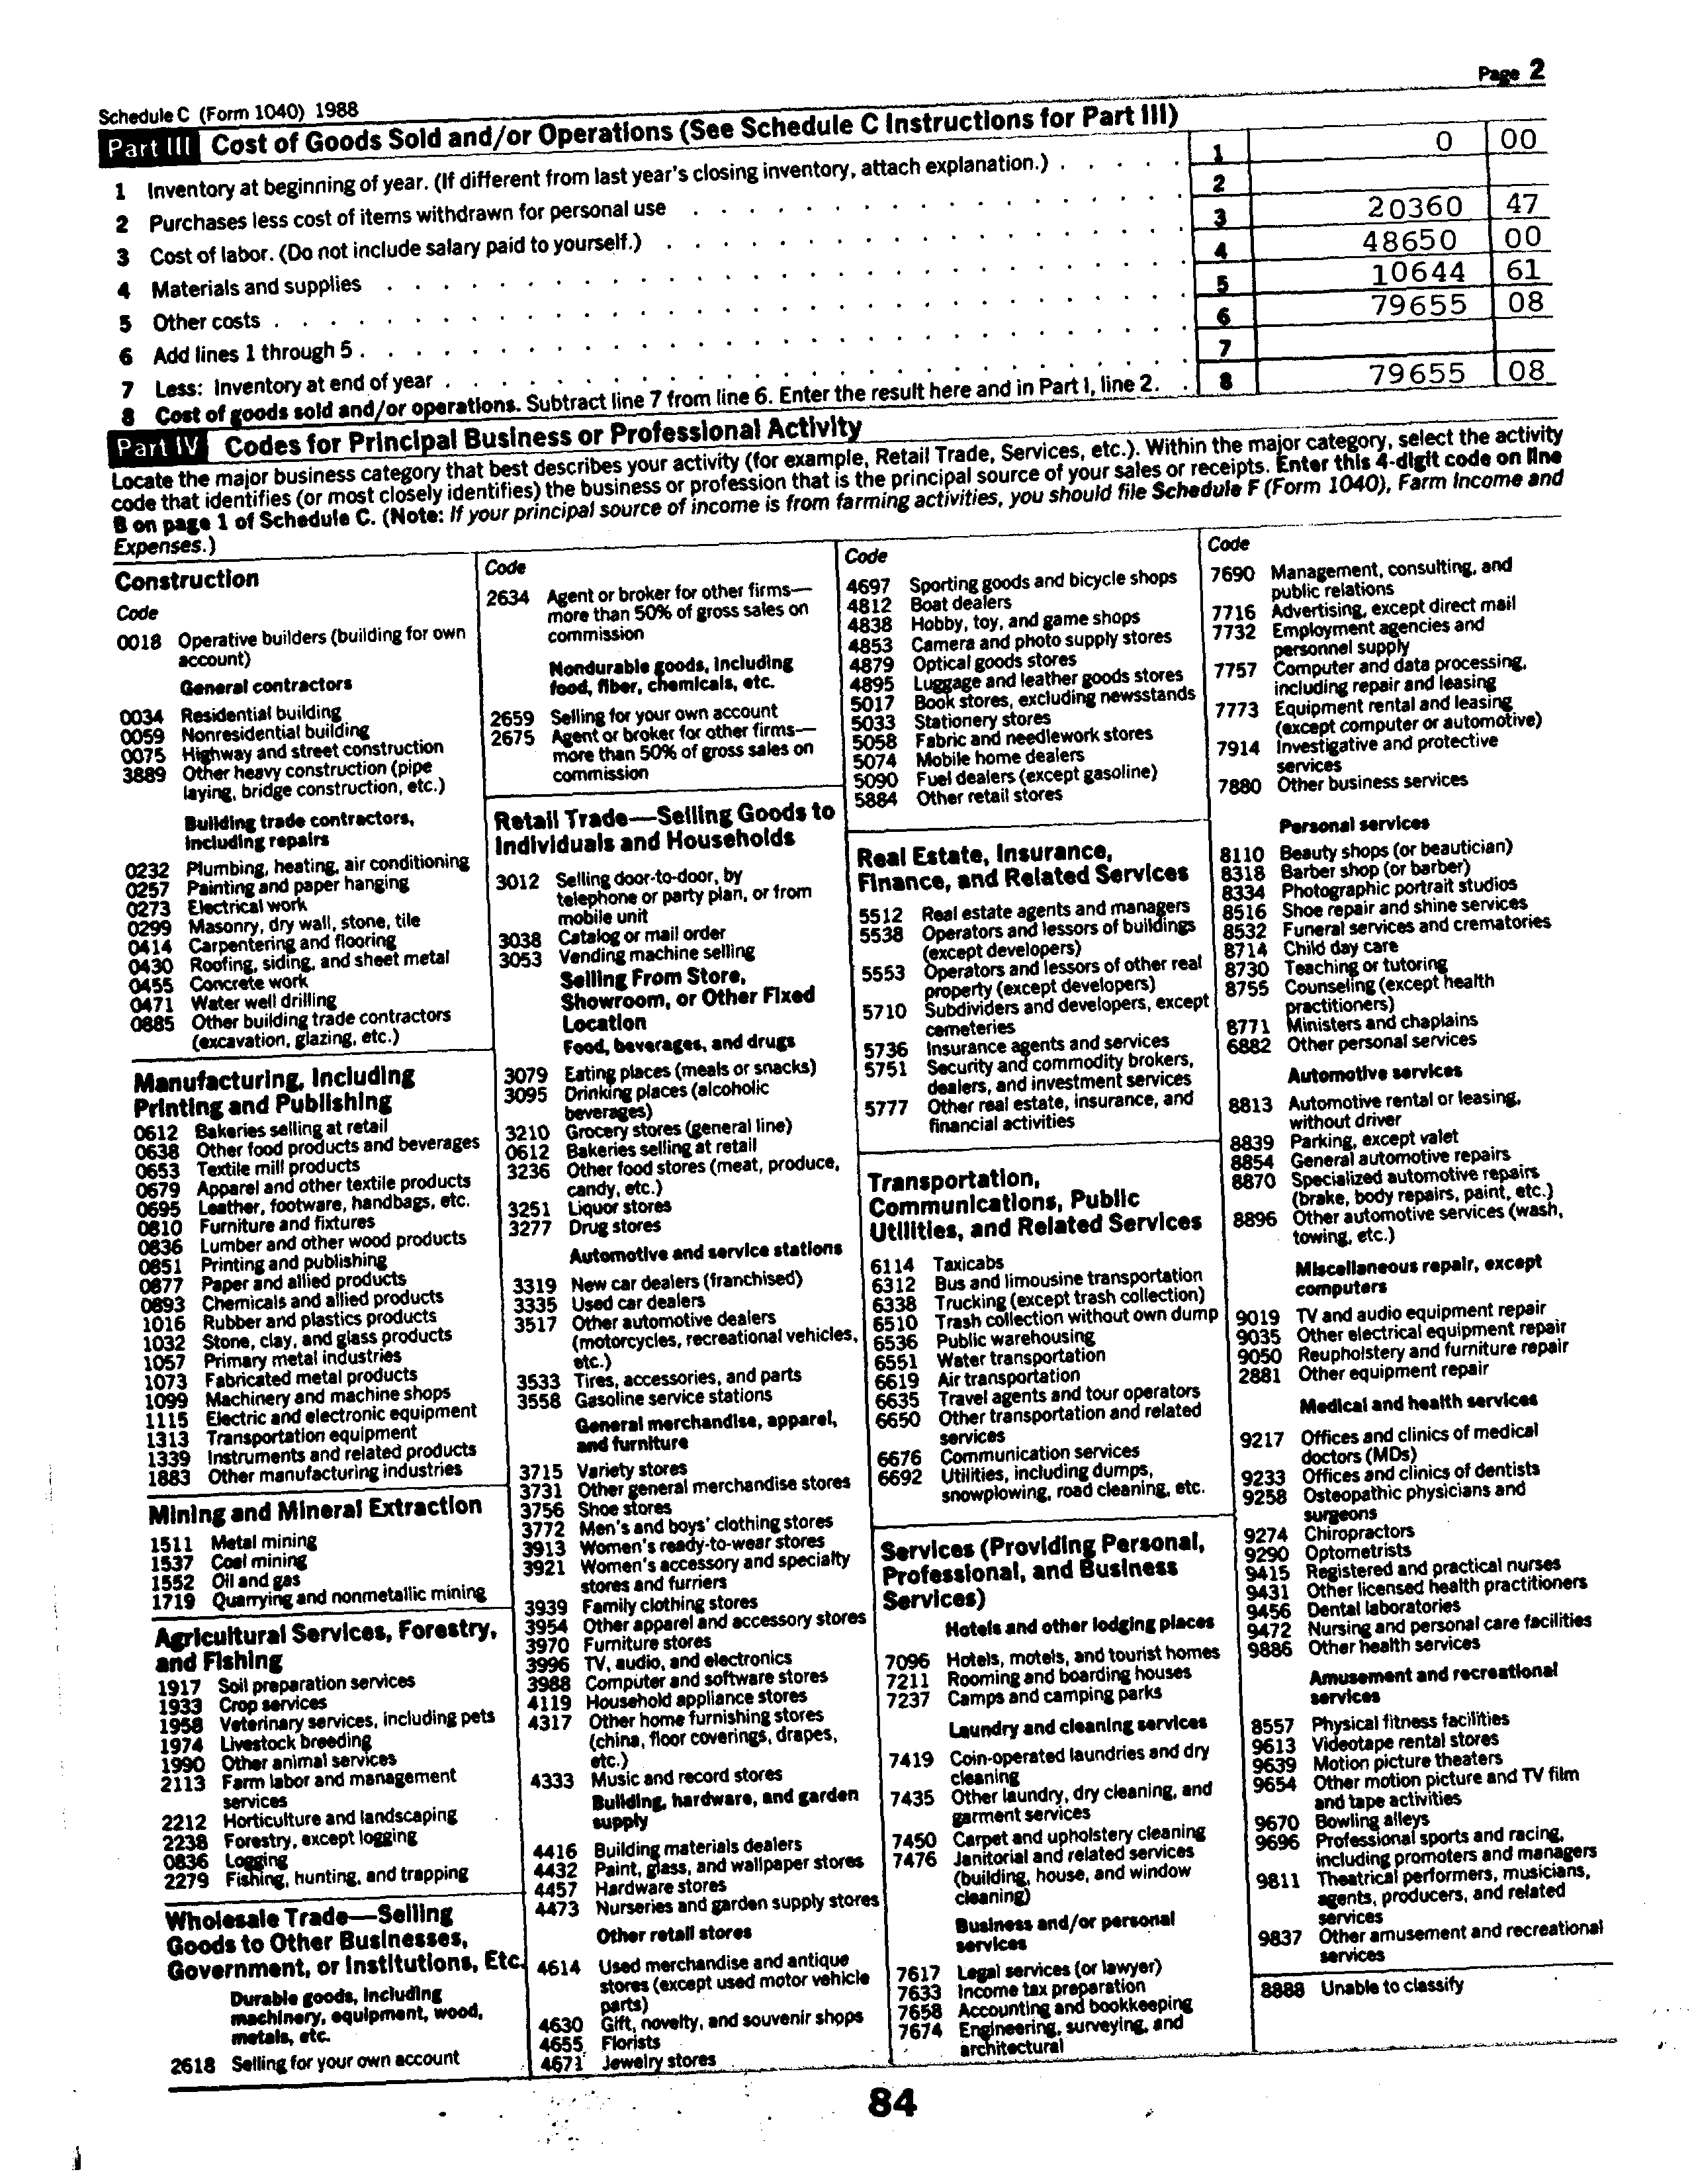 Schedule C (Form 1040) 1988
Page 2
Part III Cost of Goods Sold and/or Operations (See Schedule C Instructions for Part III)
1 Inventory at beginning of year. (If different from last year's closing inventory, attach explanation.) . . . . . 1 0 00
2 Purchases less cost of items withdrawn for personal use 2
3 Cost of labor. (Do not include salary paid to yourself.) 3 20360 47
4 Materials and supplies 4 48650 00
5 Other costs 5 10644 61
6 Add lines 1 through 5 6 79655 08
7 Less: Inventory at end of year 7
8 Cost of goods sold and/or operations. Subtract line 7 from line 6. Enter the result here and in Part I, line 2. 8 79655 08
Part IV Codes for Principal Business or Professional Activity
Locate the major business category that best describes your activity (for example, Retail Trade, Services, etc.). Within the major category, select the activity
code that identifies (or most closely identifies) the business or profession that is the principal source of your sales or receipts. Enter this 4-digit code on line
B on page 1 of Schedule C. (Note: If your principal source of income is from farming activities, you should file Schedule F (Form 1040), Farm Income and
Expenses.)
Construction
Code
0018 Operative builders (building for own
account)
General contractors
0034 Residential building
0059 Nonresidential building
0075 Highway and street construction
3889 Other heavy construction (pipe
laying, bridge construction, etc.)
Building trade contractors,
including repairs
0232 Plumbing, heating, air conditioning
0257 Painting and paper hanging
0273 Electrical work
0299 Masonry, dry wall, stone, tile
0414 Carpentering and flooring
0430 Roofing, siding, and sheet metal
0455 Concrete work
0471 Water well drilling
0885 Other building trade contractors
(excavation, glazing, etc.)
Manufacturing, Including
Printing and Publishing
0612 Bakeries selling at retail
0638 Other food products and beverages
0653 Textile mill products
0679 Apparel and other textile products
0695 Leather, footware, handbags, etc.
0810 Furniture and fixtures
0836 Lumber and other wood products
0851 Printing and publishing
0877 Paper and allied products
0893 Chemicals and allied products
1016 Rubber and plastics products
1032 Stone, clay, and glass products
1057 Primary metal industries
1073 Fabricated metal products
1099 Machinery and machine shops
1115 Electric and electronic equipment
1313 Transportation equipment
1339 Instruments and related products
1883 Other manufacturing industries
Mining and Mineral Extraction
1511 Metal mining
1537 Coal mining
1552 Oil and gas
1719 Quarrying and nonmetallic mining
Agricultural Services, Forestry,
and Fishing
1917 Soil preparation services
1933 Crop services
1958 Veterinary services, including pets
1974 Livestock breeding
1990 Other animal services
2113 Farm labor and management
services
2212 Horticulture and landscaping
2238 Forestry, except logging
0836 Logging
2279 Fishing, hunting, and trapping
Wholesale Trade—Selling
Goods to Other Businesses,
Government, or Institutions, Etc.
Durable goods, including
machinery, equipment, wood,
metals, etc.
2618 Selling for your own account
Code
2634 Agent or broker for other firms—
more than 50% of gross sales on
commission
Nondurable goods, including
food, fiber, chemicals, etc.
2659 Selling for your own account
2675 Agent or broker for other firms—
more than 50% of gross sales on
commission
Retail Trade—Selling Goods to
Individuals and Households
3012 Selling door-to-door, by
telephone or party plan, or from
mobile unit
3038 Catalog or mail order
3053 Vending machine selling
Selling From Store,
Showroom, or Other Fixed
Location
Food, beverages, and drugs
3079 Eating places (meals or snacks)
3095 Drinking places (alcoholic
beverages)
3210 Grocery stores (general line)
0612 Bakeries selling at retail
3236 Other food stores (meat, produce,
candy, etc.)
3251 Liquor stores
3277 Drug stores
Automotive and service stations
3319 New car dealers (franchised)
3335 Used car dealers
3517 Other automotive dealers
(motorcycles, recreational vehicles,
etc.)
3533 Tires, accessories, and parts
3558 Gasoline service stations
General merchandise, apparel,
and furniture
3715 Variety stores
3731 Other general merchandise stores
3756 Shoe stores
3772 Men's and boys' clothing stores
3913 Women's ready-to-wear stores
3921 Women's accessory and specialty
stores and furriers
3939 Family clothing stores
3954 Other apparel and accessory stores
3970 Furniture stores
3996 TV, audio, and electronics
3988 Computer and software stores
4119 Household appliance stores
4317 Other home furnishing stores
(china, floor coverings, drapes,
etc.)
4333 Music and record stores
Building, hardware, and garden
supply
4416 Building materials dealers
4432 Paint, glass, and wallpaper stores
4457 Hardware stores
4473 Nurseries and garden supply stores
Other retail stores
4614 Used merchandise and antique
stores (except used motor vehicle
parts)
4630 Gift, novelty, and souvenir shops
4655 Florists
4671 Jewelry stores
Code
4697 Sporting goods and bicycle shops
4812 Boat dealers
4838 Hobby, toy, and game shops
4853 Camera and photo supply stores
4879 Optical goods stores
4895 Luggage and leather goods stores
5017 Book stores, excluding newsstands
5033 Stationery stores
5058 Fabric and needlework stores
5074 Mobile home dealers
5090 Fuel dealers (except gasoline)
5884 Other retail stores
Real Estate, Insurance,
Finance, and Related Services
5512 Real estate agents and managers
5538 Operators and lessors of buildings
(except developers)
5553 Operators and lessors of other real
property (except developers)
5710 Subdividers and developers, except
cemeteries
5736 Insurance agents and services
5751 Security and commodity brokers,
dealers, and investment services
5777 Other real estate, insurance, and
financial activities
Transportation,
Communications, Public
Utilities, and Related Services
6114 Taxicabs
6312 Bus and limousine transportation
6338 Trucking (except trash collection)
6510 Trash collection without own dump
6536 Public warehousing
6551 Water transportation
6619 Air transportation
6635 Travel agents and tour operators
6650 Other transportation and related
services
6676 Communication services
6692 Utilities, including dumps,
snowplowing, road cleaning, etc.
Services (Providing Personal,
Professional, and Business
Services)
Hotels and other lodging places
7096 Hotels, motels, and tourist homes
7211 Rooming and boarding houses
7237 Camps and camping parks
Laundry and cleaning services
7419 Coin-operated laundries and dry
cleaning
7435 Other laundry, dry cleaning, and
garment services
7450 Carpet and upholstery cleaning
7476 Janitorial and related services
(building, house, and window
cleaning)
Business and/or personal
services
7617 Legal services (or lawyer)
7633 Income tax preparation
7658 Accounting and bookkeeping
7674 Engineering, surveying, and
architectural
Code
7690 Management, consulting, and
public relations
7716 Advertising, except direct mail
7732 Employment agencies and
personnel supply
7757 Computer and data processing,
including repair and leasing
7773 Equipment rental and leasing
(except computer or automotive)
7914 Investigative and protective
services
7880 Other business services
Personal services
8110 Beauty shops (or beautician)
8318 Barber shop (or barber)
8334 Photographic portrait studios
8516 Shoe repair and shine services
8532 Funeral services and crematories
8714 Child day care
8730 Teaching or tutoring
8755 Counseling (except health
practitioners)
8771 Ministers and chaplains
6882 Other personal services
Automotive services
8813 Automotive rental or leasing,
without driver
8839 Parking, except valet
8854 General automotive repairs
8870 Specialized automotive repairs
(brake, body repairs, paint, etc.)
8896 Other automotive services (wash,
towing, etc.)
Miscellaneous repair, except
computers
9019 TV and audio equipment repair
9035 Other electrical equipment repair
9050 Reupholstery and furniture repair
2881 Other equipment repair
Medical and health services
9217 Offices and clinics of medical
doctors (MDs)
9233 Offices and clinics of dentists
9258 Osteopathic physicians and
surgeons
9274 Chiropractors
9290 Optometrists
9415 Registered and practical nurses
9431 Other licensed health practitioners
9456 Dental laboratories
9472 Nursing and personal care facilities
9886 Other health services
Amusement and recreational
services
8557 Physical fitness facilities
9613 Videotape rental stores
9639 Motion picture theaters
9654 Other motion picture and TV film
and tape activities
9670 Bowling alleys
9696 Professional sports and racing,
including promoters and managers
9811 Theatrical performers, musicians,
agents, producers, and related
services
9837 Other amusement and recreational
services
8888 Unable to classify
84